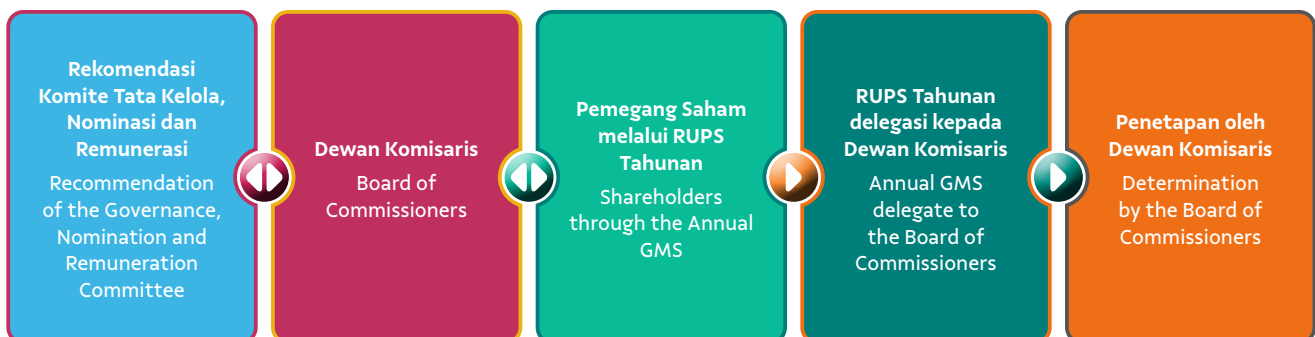 Rekomendasi
Komite Tata Kelola,
Nominasi dan
Remunerasi
Recommendation
of the Governance,
Nomination and
Remuneration
Committee
Dewan Komisaris
Board of
Commissioners
Pemegang Saham
melalui RUPS
Tahunan
Shareholders
through the Annual
GMS
RUPS Tahunan
delegasi kepada
Dewan Komisaris
Annual GMS
delegate to
the Board of
Commissioners
Penetapan oleh
Dewan Komisaris
Determination
by the Board of
Commissioners